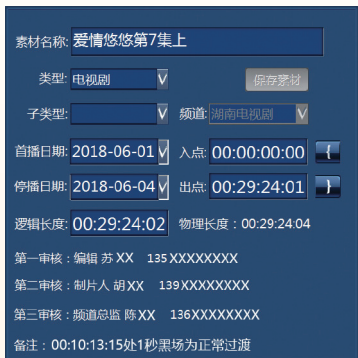 素材名称: 爱情悠悠第7集上
类型: 电视剧 V 保存素材
子类型: V 频道: 湖南电视剧 V
首播日期: 2018-06-01 V 入点: 00:00:00:00 {
停播日期: 2018-06-04 V 出点: 00:29:24:01 }
逻辑长度: 00:29:24:02 物理长度：00:29:24:04
第一审核：编辑 苏XX 135XXXXXXXX
第二审核：制片人 胡XX 139XXXXXXXX
第三审核：频道总监 陈XX 136XXXXXXXX
备注：00:10:13:15处1秒黑场为正常过渡